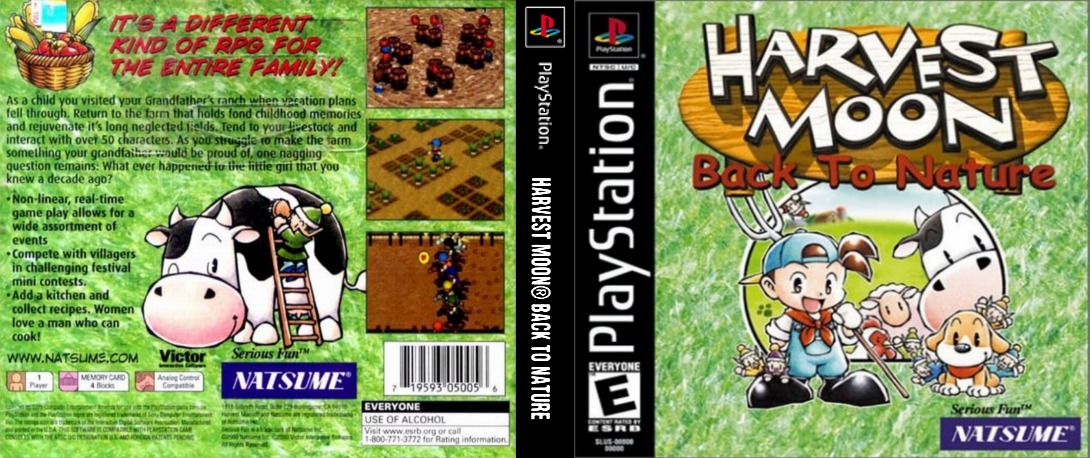 IT'S A DIFFERENT
KIND OF RPG FOR
THE ENTIRE FAMILY!
As a child you visited your Grandfather's ranch when vacation plans
fell through. Return to the farm that holds fond childhood memories
and rejuvenate it's long neglected fields. Tend to your livestock and
interact with over 50 characters. As you struggle to make the farm
something your grandfather would be proud of, one nagging
question remains: What ever happened to the little girl that you
knew a decade ago?
•Non-linear, real-time
game play allows for a
wide assortment of
events
•Compete with villagers
in challenging festival
mini contests.
•Add a kitchen and
collect recipes. Women
love a man who can
cook!
WWW.NATSUMS.COM
Victor
Interactive Software
Serious Fun™
NATSUME®
1
Player
MEMORY CARD
4 Blocks
Analog Control
Compatible
7 19593 05005 6
EVERYONE
USE OF ALCOHOL
Visit www.esrb.org or call
1-800-771-3772 for Rating information.
PlayStation®
HARVEST MOON® BACK TO NATURE
PlayStation
NTSC U/C
PlayStation®
EVERYONE
E
CONTENT RATED BY
ESRB
SLUS-00000
00000
HARVEST
MOON
Back To Nature
Serious Fun™
NATSUME®